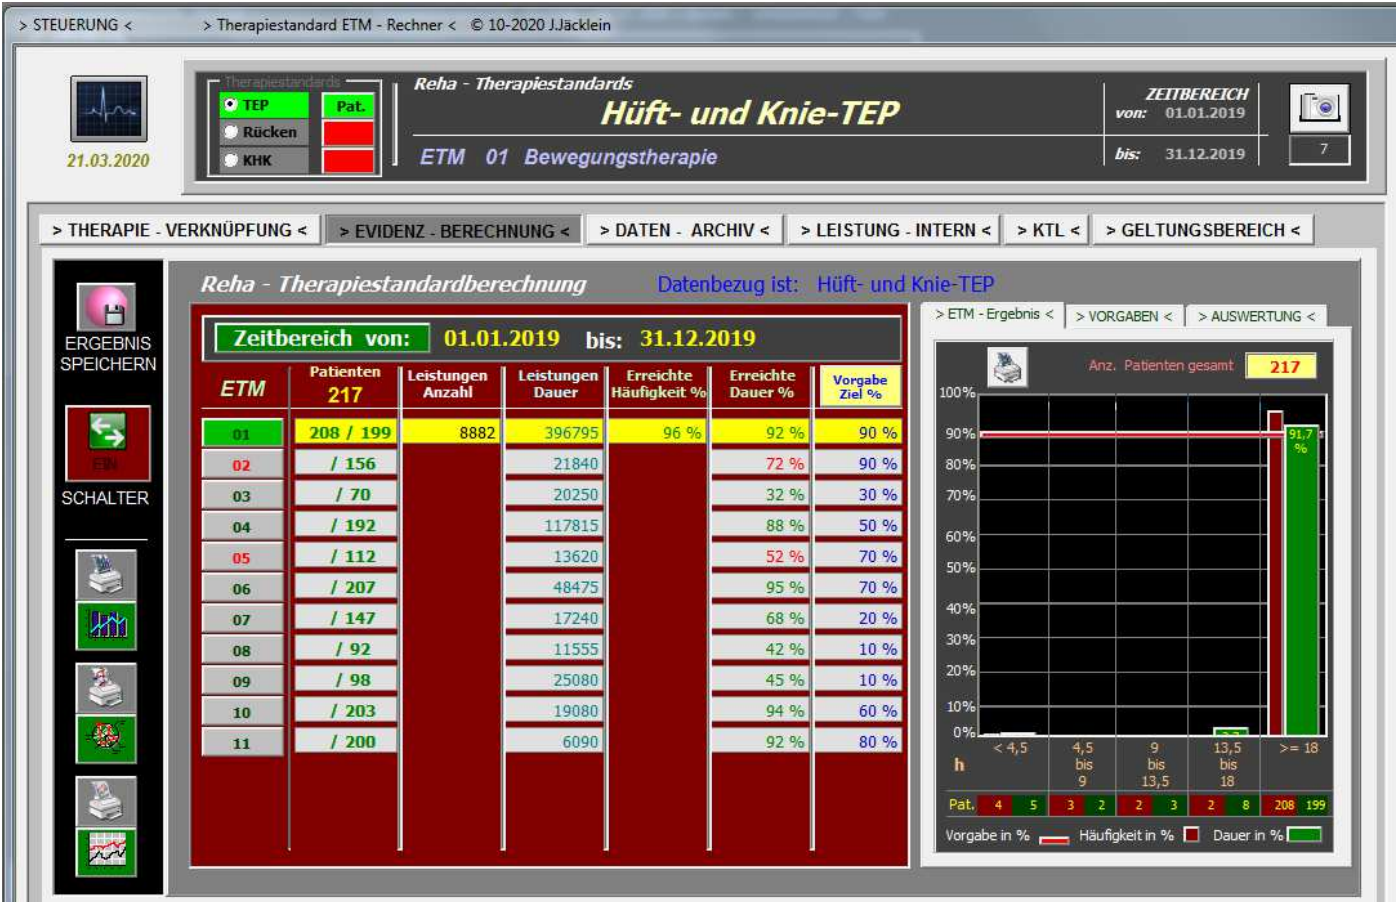 > STEUERUNG < > Therapiestandard ETM - Rechner < © 10-2020 J.Jäcklein
21.03.2020
Therapiestandards
TEP Pat.
Rücken
KHK
Reha - Therapiestandards
Hüft- und Knie-TEP
ETM 01 Bewegungstherapie
ZEITBEREICH
von: 01.01.2019
bis: 31.12.2019
7
> THERAPIE - VERKNÜPFUNG < > EVIDENZ - BERECHNUNG < > DATEN - ARCHIV < > LEISTUNG - INTERN < > KTL < > GELTUNGSBEREICH <
ERGEBNIS
SPEICHERN
EIN
SCHALTER
Reha - Therapiestandardberechnung Datenbezug ist: Hüft- und Knie-TEP
Zeitbereich von: 01.01.2019 bis: 31.12.2019
ETM Patienten 217 Leistungen Anzahl Leistungen Dauer Erreichte Häufigkeit % Erreichte Dauer % Vorgabe Ziel %
01 208 / 199 8882 396795 96 % 92 % 90 %
02 / 156 21840 72 % 90 %
03 / 70 20250 32 % 30 %
04 / 192 117815 88 % 50 %
05 / 112 13620 52 % 70 %
06 / 207 48475 95 % 70 %
07 / 147 17240 68 % 20 %
08 / 92 11555 42 % 10 %
09 / 98 25080 45 % 10 %
10 / 203 19080 94 % 60 %
11 / 200 6090 92 % 80 %
> ETM - Ergebnis < > VORGABEN < > AUSWERTUNG <
Anz. Patienten gesamt 217
100%
90%
80%
70%
60%
50%
40%
30%
20%
10%
0%
91,7
%
< 4,5 4,5 9 13,5 >= 18
h bis bis bis
9 13,5 18
Pat. 4 5 3 2 2 3 2 8 208 199
Vorgabe in % Häufigkeit in % Dauer in %